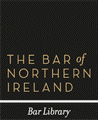 THE BAR of
NORTHERN
IRELAND
Bar Library